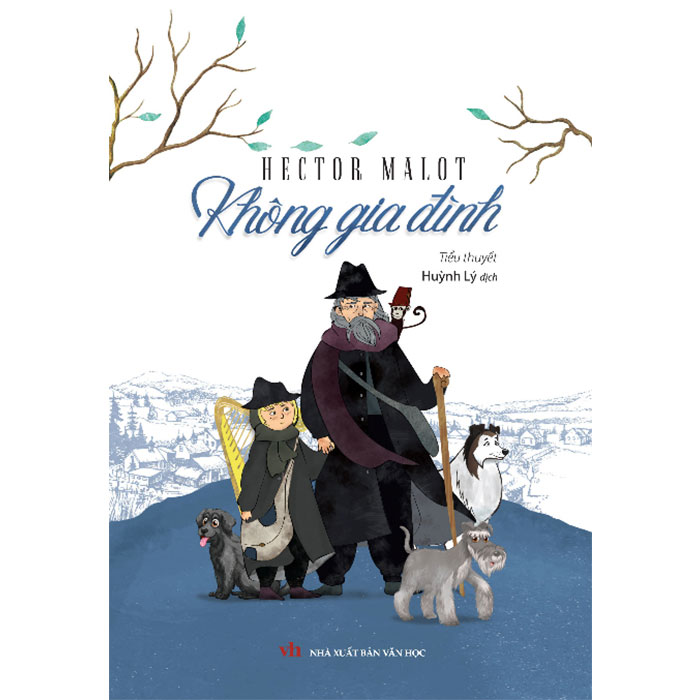 HECTOR MALOT
Không gia đình
Tiểu thuyết
Huỳnh Lý dịch
vh NHÀ XUẤT BẢN VĂN HỌC